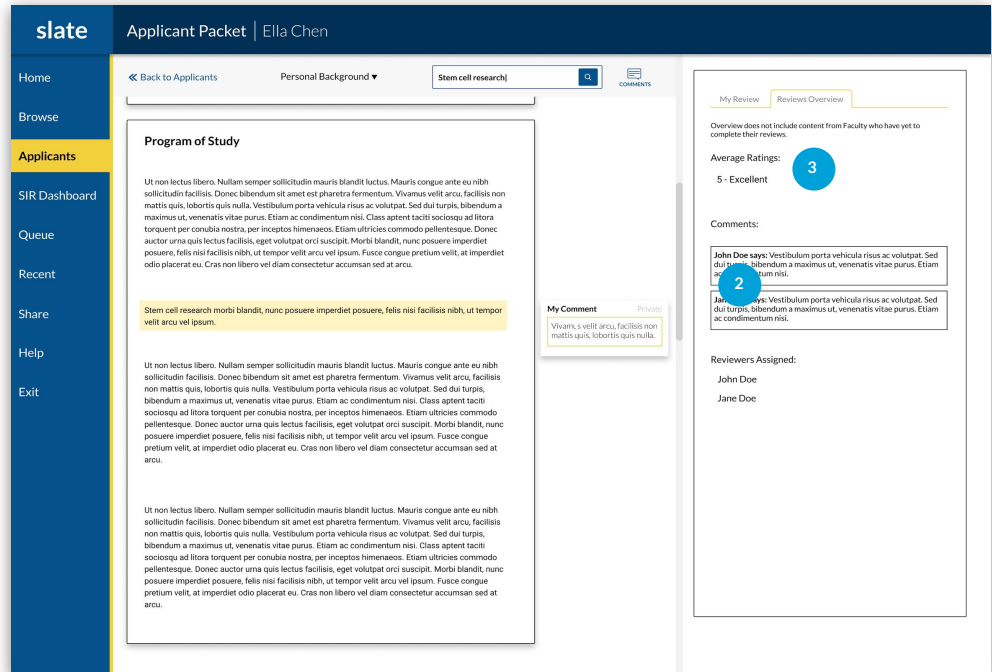 slate
Applicant Packet | Ella Chen
Home
Browse
Applicants
SIR Dashboard
Queue
Recent
Share
Help
Exit
« Back to Applicants
Personal Background ▼
Stem cell research|
COMMENTS
Program of Study
Ut non lectus libero. Nullam semper sollicitudin mauris blandit luctus. Mauris congue ante eu nibh
sollicitudin facilisis. Donec bibendum sit amet est pharetra fermentum. Vivamus velit arcu, facilisis non
mattis quis, lobortis quis nulla. Vestibulum porta vehicula risus ac volutpat. Sed dui turpis, bibendum a
maximus ut, venenatis vitae purus. Etiam ac condimentum nisi. Class aptent taciti sociosqu ad litora
torquent per conubia nostra, per inceptos himenaeos. Etiam ultricies commodo pellentesque. Donec
auctor urna quis lectus facilisis, eget volutpat orci suscipit. Morbi blandit, nunc posuere imperdiet
posuere, felis nisi facilisis nibh, ut tempor velit arcu vel ipsum. Fusce congue pretium velit, at imperdiet
odio placerat eu. Cras non libero vel diam consectetur accumsan sed at arcu.
Stem cell research morbi blandit, nunc posuere imperdiet posuere, felis nisi facilisis nibh, ut tempor
velit arcu vel ipsum.
My Comment Private
Vivam, s velit arcu, facilisis non
mattis quis, lobortis quis nulla.
Ut non lectus libero. Nullam semper sollicitudin mauris blandit luctus. Mauris congue ante eu nibh
sollicitudin facilisis. Donec bibendum sit amet est pharetra fermentum. Vivamus velit arcu, facilisis
non mattis quis, lobortis quis nulla. Vestibulum porta vehicula risus ac volutpat. Sed dui turpis,
bibendum a maximus ut, venenatis vitae purus. Etiam ac condimentum nisi. Class aptent taciti
sociosqu ad litora torquent per conubia nostra, per inceptos himenaeos. Etiam ultricies commodo
pellentesque. Donec auctor urna quis lectus facilisis, eget volutpat orci suscipit. Morbi blandit, nunc
posuere imperdiet posuere, felis nisi facilisis nibh, ut tempor velit arcu vel ipsum. Fusce congue
pretium velit, at imperdiet odio placerat eu. Cras non libero vel diam consectetur accumsan sed at
arcu.
Ut non lectus libero. Nullam semper sollicitudin mauris blandit luctus. Mauris congue ante eu nibh
sollicitudin facilisis. Donec bibendum sit amet est pharetra fermentum. Vivamus velit arcu, facilisis
non mattis quis, lobortis quis nulla. Vestibulum porta vehicula risus ac volutpat. Sed dui turpis,
bibendum a maximus ut, venenatis vitae purus. Etiam ac condimentum nisi. Class aptent taciti
sociosqu ad litora torquent per conubia nostra, per inceptos himenaeos. Etiam ultricies commodo
pellentesque. Donec auctor urna quis lectus facilisis, eget volutpat orci suscipit. Morbi blandit, nunc
posuere imperdiet posuere, felis nisi facilisis nibh, ut tempor velit arcu vel ipsum. Fusce congue
pretium velit, at imperdiet odio placerat eu. Cras non libero vel diam consectetur accumsan sed at
arcu.
My Review
Reviews Overview
Overview does not include content from Faculty who have yet to
complete their reviews.
Average Ratings:
3
5 - Excellent
Comments:
John Doe says: Vestibulum porta vehicula risus ac volutpat. Sed
dui bibendum a maximus ut, venenatis vitae purus. Etiam
nisi.
2
Vestibulum porta vehicula risus ac volutpat. Sed
dui turpis, bibendum a maximus ut, venenatis vitae purus. Etiam
ac condimentum nisi.
Reviewers Assigned:
John Doe
Jane Doe